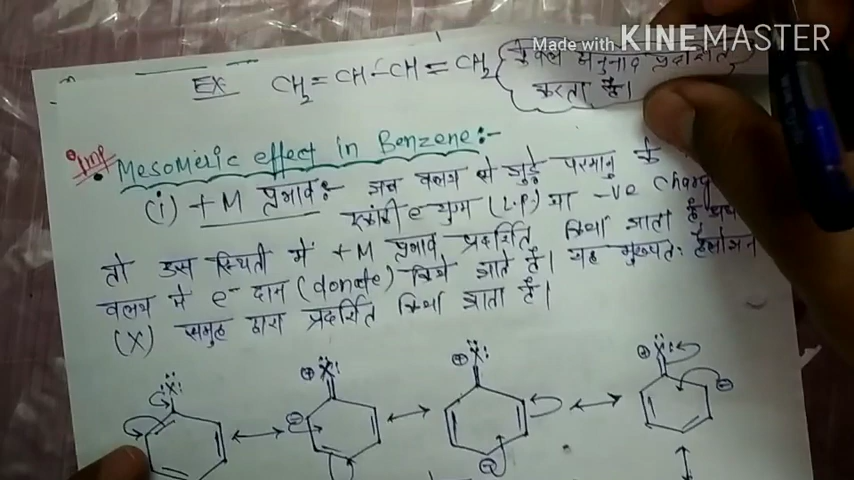 Made with KINEMASTER
EX CH₂ = CH - CH = CH₂ केवल अनुनाद प्रदर्शित
करता है।
Imp
Mesomeric effect in Benzene:-
(i) +M प्रभाव:- जब वलय से जुड़े परमाणु के
एकांकी e युग्म (L.P.) या -ve Charge
तो उस स्थिती में +M प्रभाव प्रदर्शित किया जाता है
वलय मे e⁻ दान (donate) किये जाते है। यह मुख्यत: हैलोजन
(X) समुह द्वारा प्रदर्शित किया जाता है।
:Ẍ: ⊕ :Ẍ: ⊕ :Ẍ: ⊕ :Ẍ: